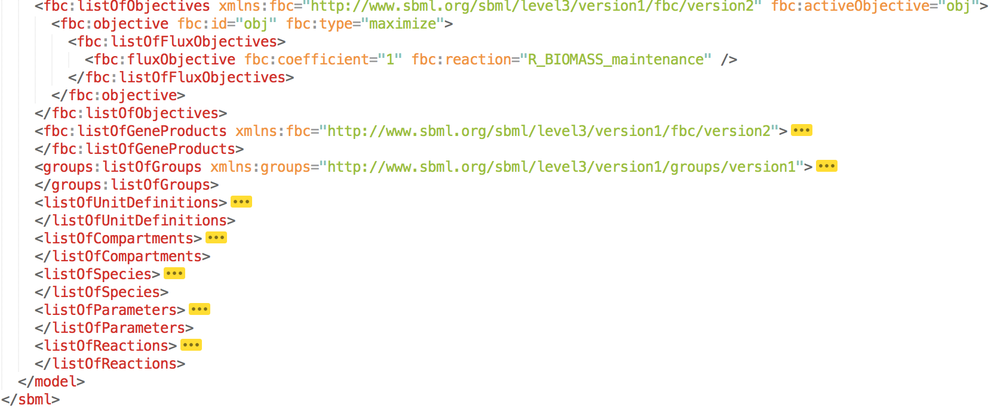 <fbc:listOfObjectives xmlns:fbc="http://www.sbml.org/sbml/level3/version1/fbc/version2" fbc:activeObjective="obj">
<fbc:objective fbc:id="obj" fbc:type="maximize">
<fbc:listOfFluxObjectives>
<fbc:fluxObjective fbc:coefficient="1" fbc:reaction="R_BIOMASS_maintenance" />
</fbc:listOfFluxObjectives>
</fbc:objective>
</fbc:listOfObjectives>
<fbc:listOfGeneProducts xmlns:fbc="http://www.sbml.org/sbml/level3/version1/fbc/version2"> •••
</fbc:listOfGeneProducts>
<groups:listOfGroups xmlns:groups="http://www.sbml.org/sbml/level3/version1/groups/version1"> •••
</groups:listOfGroups>
<listOfUnitDefinitions> •••
</listOfUnitDefinitions>
<listOfCompartments> •••
</listOfCompartments>
<listOfSpecies> •••
</listOfSpecies>
<listOfParameters> •••
</listOfParameters>
<listOfReactions> •••
</listOfReactions>
</model>
</sbml>